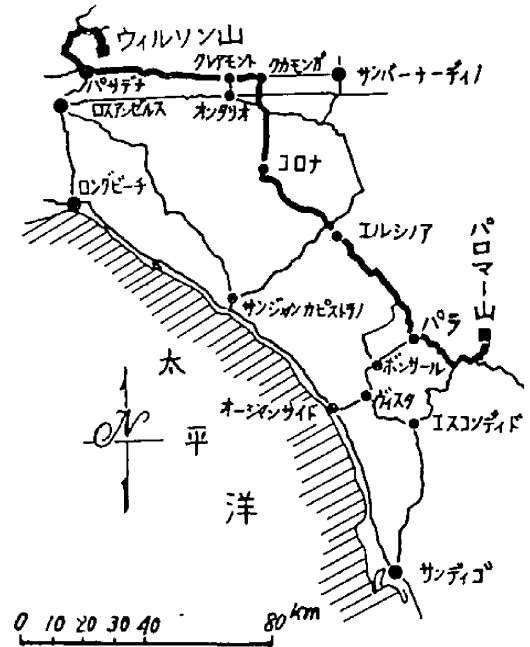 ウィルソン山
クレアモント
クカモンガ
サンバーナーディノ
パサデナ
ロスアンゼルス
オンタリオ
コロナ
ロングビーチ
エルシノア
パロマー山
サンジャンカピストラノ
パラ
ボンサール
太平洋
オーシャンサイド
ヴィスタ
エスコンディド
N
サンディゴ
0 10 20 30 40 80 km